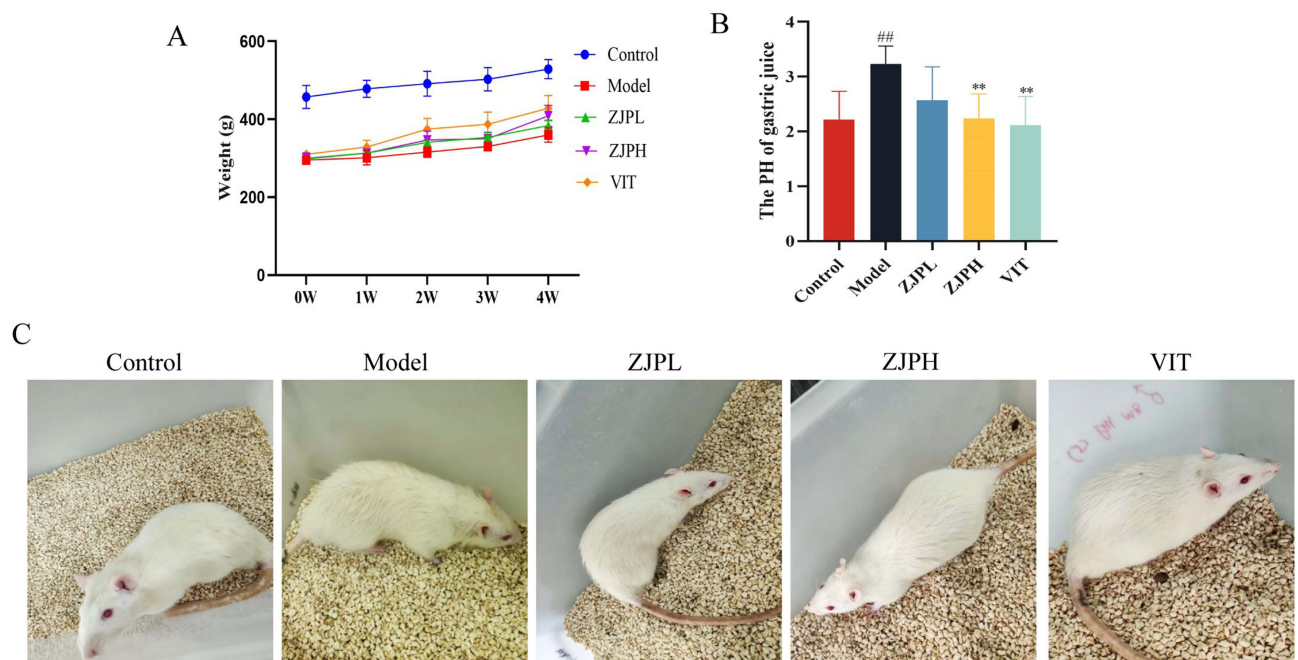 A
Weight (g)
600
400
200
0
0W 1W 2W 3W 4W
Control
Model
ZJPL
ZJPH
VIT
B
The PH of gastric juice
4
3
2
1
0
##
**
**
Control
Model
ZJPL
ZJPH
VIT
C
Control Model ZJPL ZJPH VIT